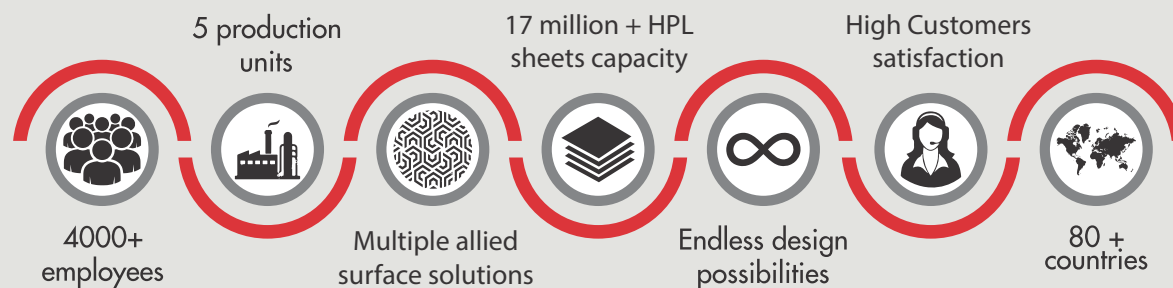 4000+
employees
5 production
units
Multiple allied
surface solutions
17 million + HPL
sheets capacity
Endless design
possibilities
High Customers
satisfaction
80 +
countries